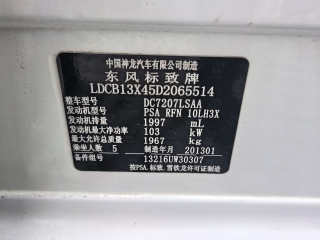 中国神龙汽车有限公司制造
东风标致牌
LDCB13X45D2065514
整车型号 DC7207LSAA
发动机型号 PSA RFN 10LH3X
发动机排量 1997 mL
发动机最大净功率 103 kW
最大允许总质量 1967 kg
乘坐人数 5 制造年月 201301
备件组号 13216UW30307
按PSA.标致.雪铁龙许可证制造